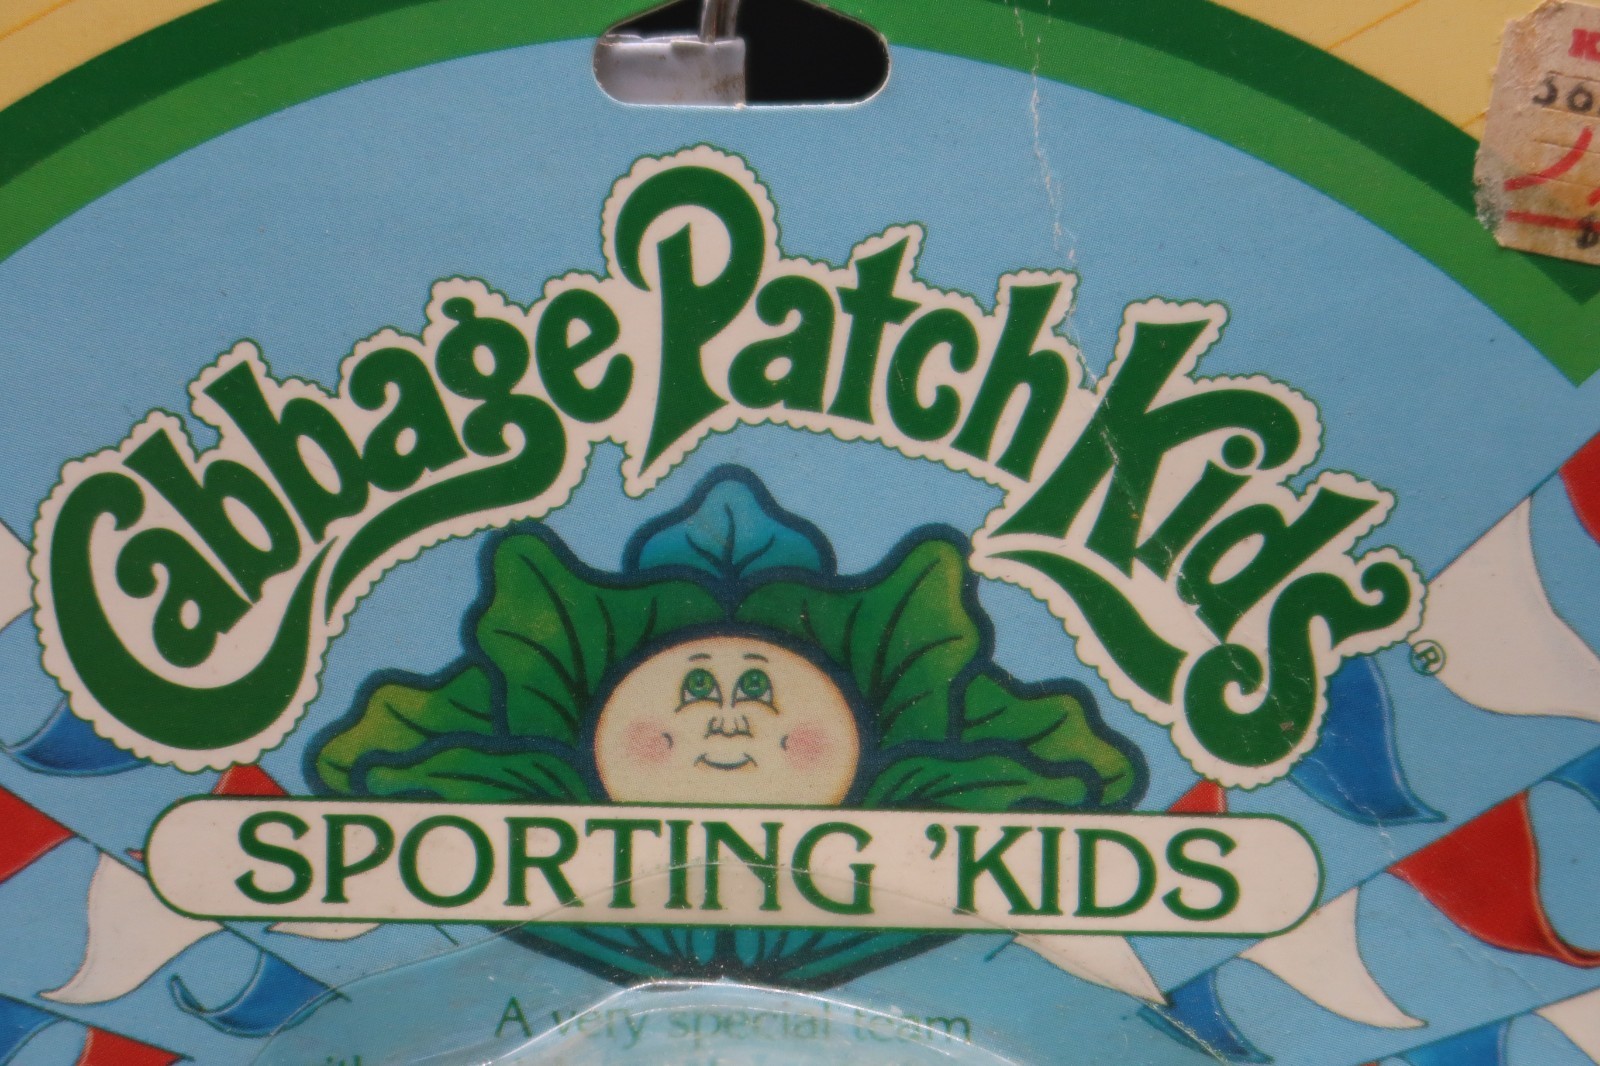 Cabbage Patch Kids®
SPORTING 'KIDS
A very special team